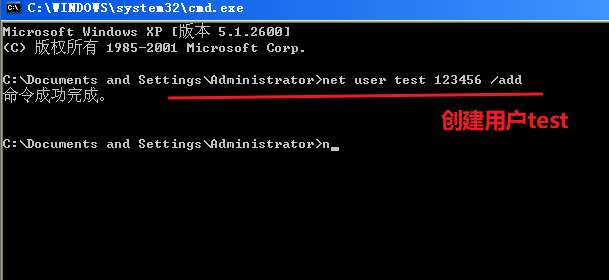 C:\WINDOWS\system32\cmd.exe
Microsoft Windows XP [版本 5.1.2600]
(C) 版权所有 1985-2001 Microsoft Corp.
C:\Documents and Settings\Administrator>net user test 123456 /add
命令成功完成。
创建用户test
C:\Documents and Settings\Administrator>n_